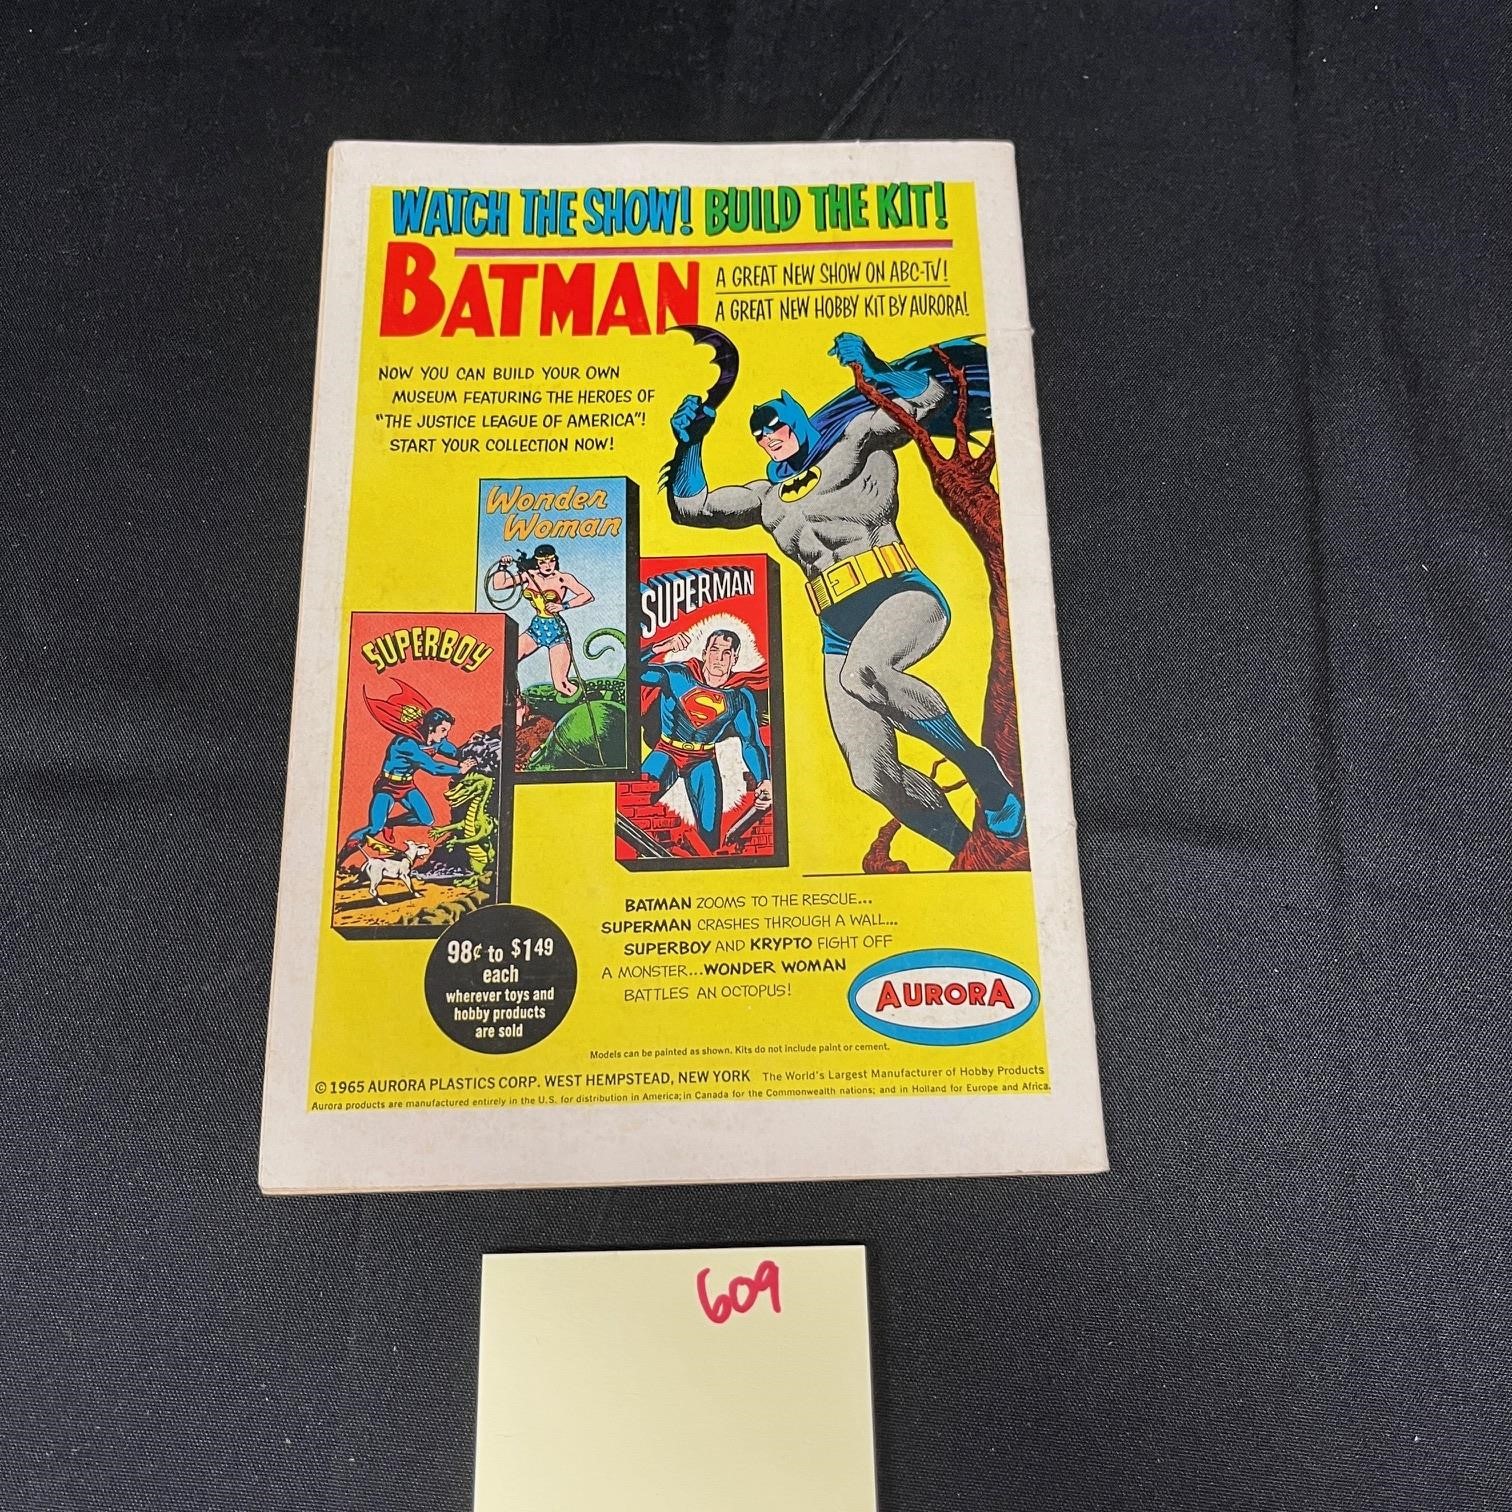 WATCH THE SHOW! BUILD THE KIT!
BATMAN
A GREAT NEW SHOW ON ABC-TV!
A GREAT NEW HOBBY KIT BY AURORA!
NOW YOU CAN BUILD YOUR OWN
MUSEUM FEATURING THE HEROES OF
"THE JUSTICE LEAGUE OF AMERICA"!
START YOUR COLLECTION NOW!
Wonder
Woman
SUPERMAN
SUPERBOY
BATMAN ZOOMS TO THE RESCUE...
SUPERMAN CRASHES THROUGH A WALL...
SUPERBOY AND KRYPTO FIGHT OFF
A MONSTER...WONDER WOMAN
BATTLES AN OCTOPUS!
98¢ to $1.49
each
wherever toys and
hobby products
are sold
AURORA
Models can be painted as shown. Kits do not include paint or cement.
© 1965 AURORA PLASTICS CORP. WEST HEMPSTEAD, NEW YORK The World's Largest Manufacturer of Hobby Products
Aurora products are manufactured entirely in the U.S. for distribution in America; in Canada for the Commonwealth nations; and in Holland for Europe and Africa.
609